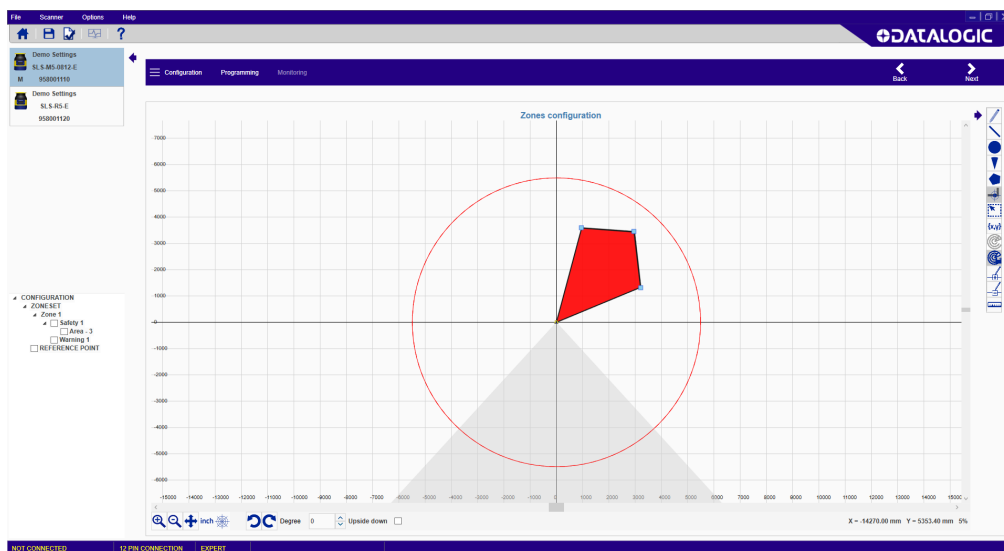 File Scanner Options Help
DATALOGIC
Demo Settings
SLS-M5-0812-E
M 958001110
Demo Settings
SLS-R5-E
958001120
Configuration Programming Monitoring Back Next
Zones configuration
7000
6000
5000
4000
3000
2000
1000
0
-1000
-2000
-3000
-4000
-5000
-6000
-15000 -14000 -13000 -12000 -11000 -10000 -9000 -8000 -7000 -6000 -5000 -4000 -3000 -2000 -1000 0 1000 2000 3000 4000 5000 6000 7000 8000 9000 10000 11000 12000 13000 14000 1500
{x,y}
CONFIGURATION
ZONESET
Zone 1
Safety 1
Area - 3
Warning 1
REFERENCE POINT
inch Degree 0 Upside down X = -14270.00 mm Y = 5353.40 mm 5%
NOT CONNECTED 12 PIN CONNECTION EXPERT